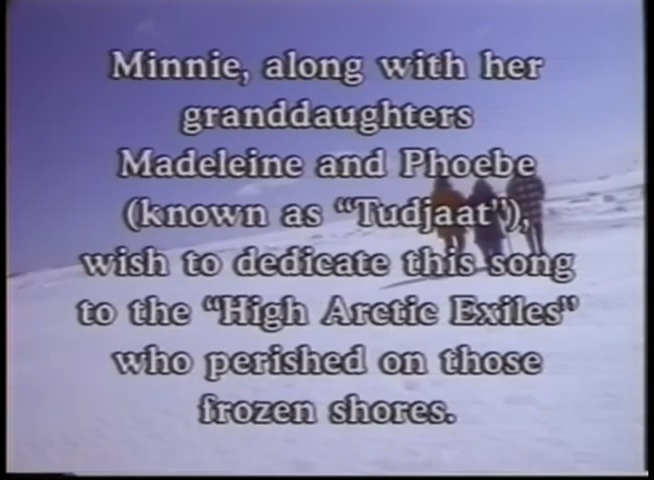 Minnie, along with her
granddaughters
Madeleine and Phoebe
(known as "Tudjaat"),
wish to dedicate this song
to the "High Arctic Exiles"
who perished on those
frozen shores.